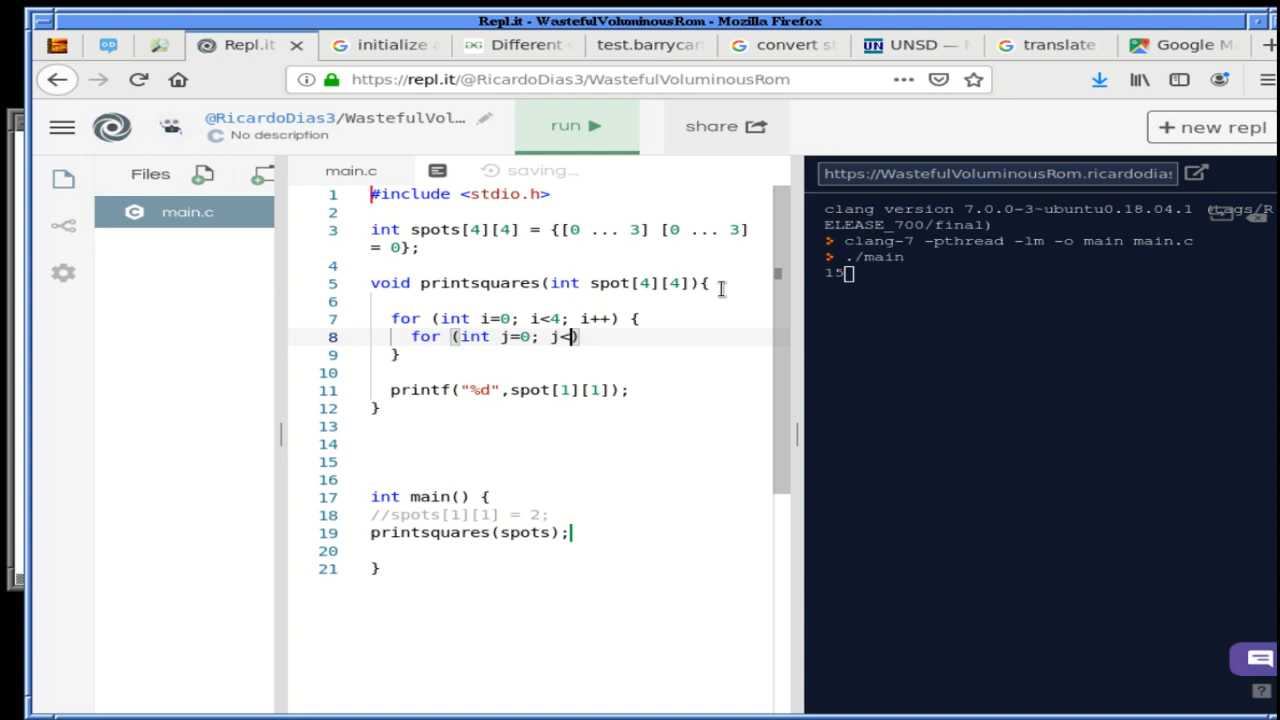 Repl.it - WastefulVoluminousRom - Mozilla Firefox
Repl.it
initialize a
Different
test.barrycar
convert st
UNSD —
translate
Google M
https://repl.it/@RicardoDias3/WastefulVoluminousRom
@RicardoDias3/WastefulVol...
No description
run
share
+ new repl
Files
main.c
main.c
saving...
1 #include <stdio.h>
2
3 int spots[4][4] = {[0 ... 3] [0 ... 3]
= 0};
4
5 void printsquares(int spot[4][4]){
6
7 for (int i=0; i<4; i++) {
8 for (int j=0; j<)
9 }
10
11 printf("%d",spot[1][1]);
12 }
13
14
15
16
17 int main() {
18 //spots[1][1] = 2;
19 printsquares(spots);
20
21 }
https://WastefulVoluminousRom.ricardodias
clang version 7.0.0-3~ubuntu0.18.04.1 (tags/R
ELEASE_700/final)
> clang-7 -pthread -lm -o main main.c
> ./main
15
?